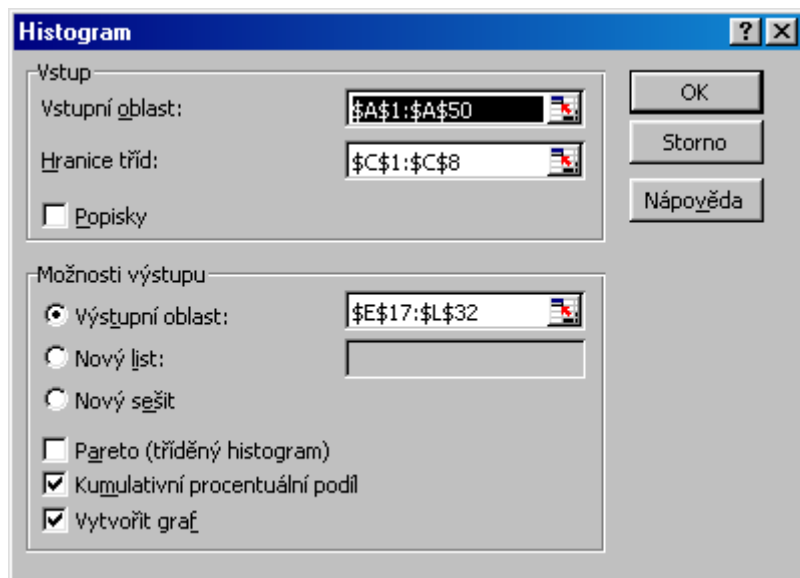 Histogram
Vstup
Vstupní oblast: $A$1:$A$50
Hranice tříd: $C$1:$C$8
Popisky
OK
Storno
Nápověda
Možnosti výstupu
Výstupní oblast: $E$17:$L$32
Nový list:
Nový sešit
Pareto (tříděný histogram)
Kumulativní procentuální podíl
Vytvořit graf